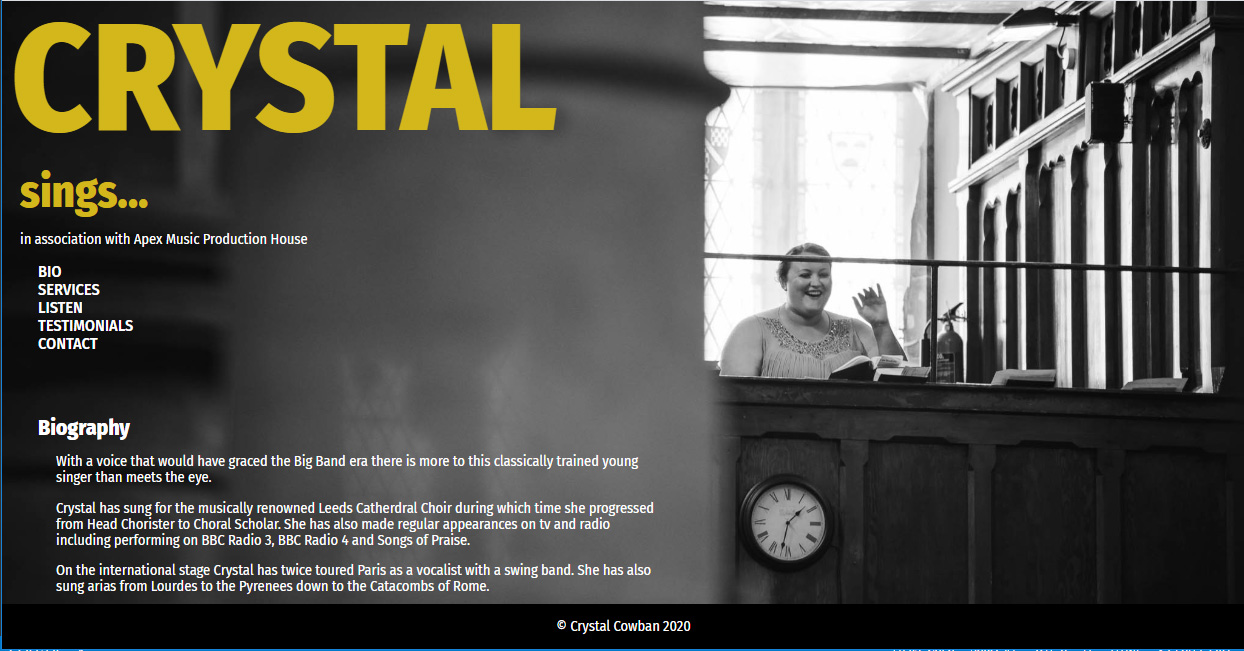 CRYSTAL
sings...
in association with Apex Music Production House
BIO
SERVICES
LISTEN
TESTIMONIALS
CONTACT
Biography
With a voice that would have graced the Big Band era there is more to this classically trained young
singer than meets the eye.
Crystal has sung for the musically renowned Leeds Catherdral Choir during which time she progressed
from Head Chorister to Choral Scholar. She has also made regular appearances on tv and radio
including performing on BBC Radio 3, BBC Radio 4 and Songs of Praise.
On the international stage Crystal has twice toured Paris as a vocalist with a swing band. She has also
sung arias from Lourdes to the Pyrenees down to the Catacombs of Rome.
© Crystal Cowban 2020